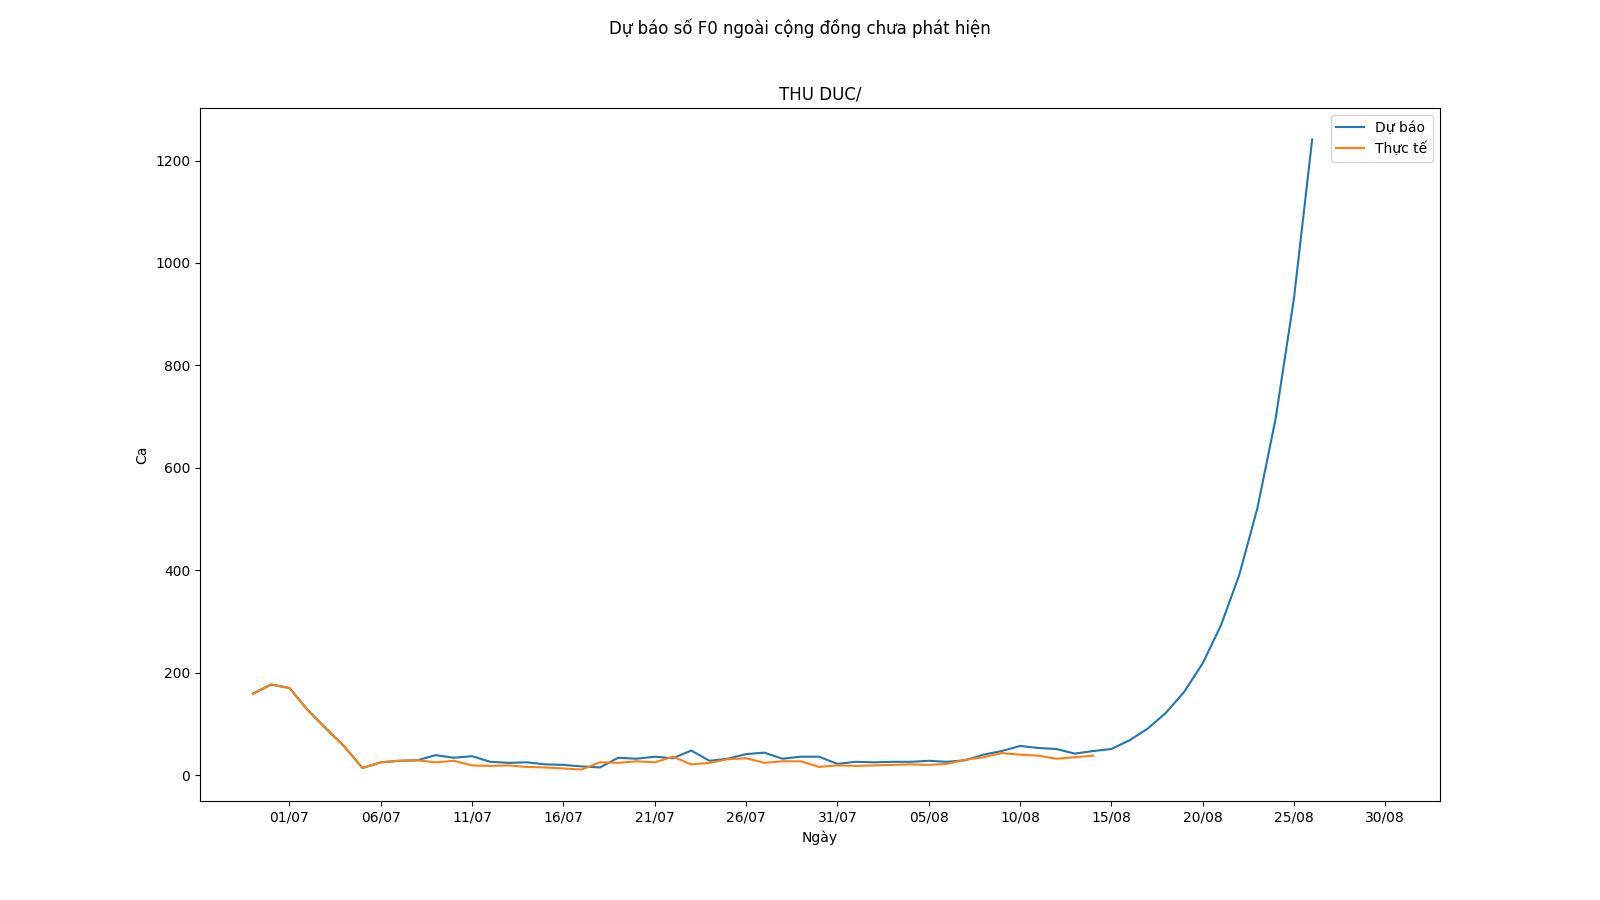 Dự báo số F0 ngoài cộng đồng chưa phát hiện
THU DUC/
Dự báo
Thực tế
1200
1000
800
600
400
200
0
Ca
01/07 06/07 11/07 16/07 21/07 26/07 31/07 05/08 10/08 15/08 20/08 25/08 30/08
Ngày